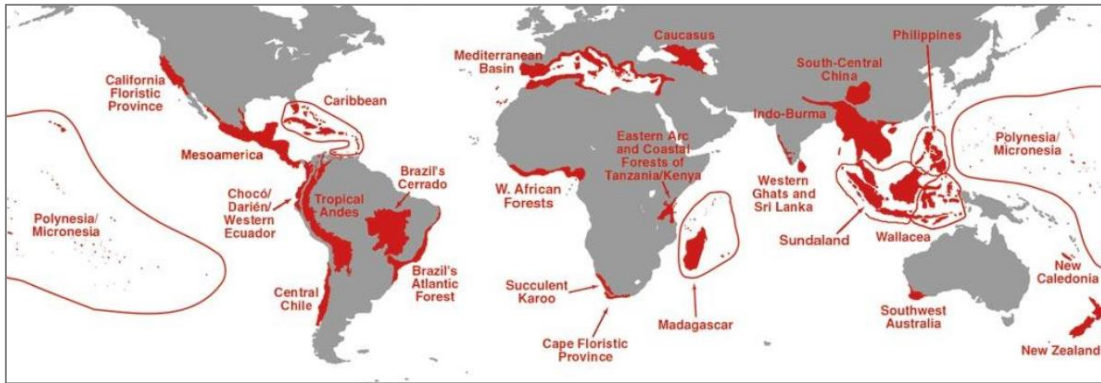 California
Floristic
Province
Caribbean
Mesoamerica
Polynesia/
Micronesia
Chocó/
Darién/
Western
Ecuador
Tropical
Andes
Brazil's
Cerrado
Central
Chile
Brazil's
Atlantic
Forest
Mediterranean
Basin
Caucasus
W. African
Forests
Eastern Arc
and Coastal
Forests of
Tanzania/Kenya
Succulent
Karoo
Cape Floristic
Province
Madagascar
Philippines
South-Central
China
Indo-Burma
Western
Ghats and
Sri Lanka
Sundaland
Wallacea
Polynesia/
Micronesia
Southwest
Australia
New
Caledonia
New Zealand